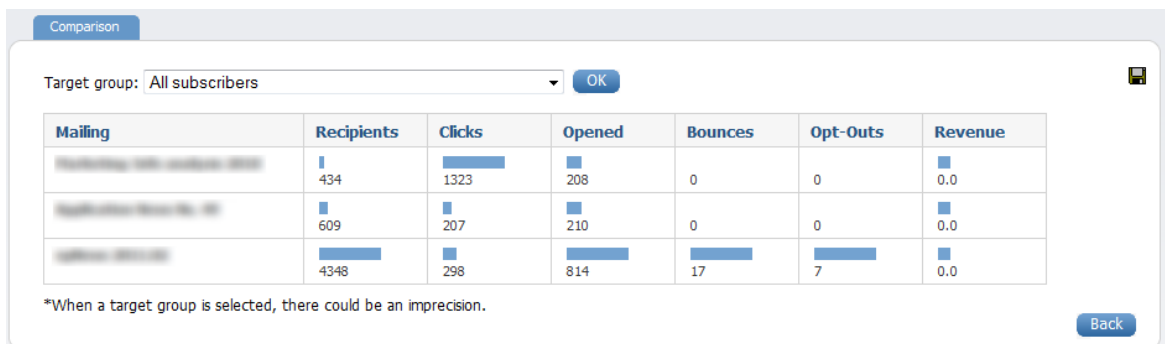 Comparison
Target group: All subscribers OK
Mailing Recipients Clicks Opened Bounces Opt-Outs Revenue
434 1323 208 0 0 0.0
609 207 210 0 0 0.0
4348 298 814 17 7 0.0
*When a target group is selected, there could be an imprecision.
Back